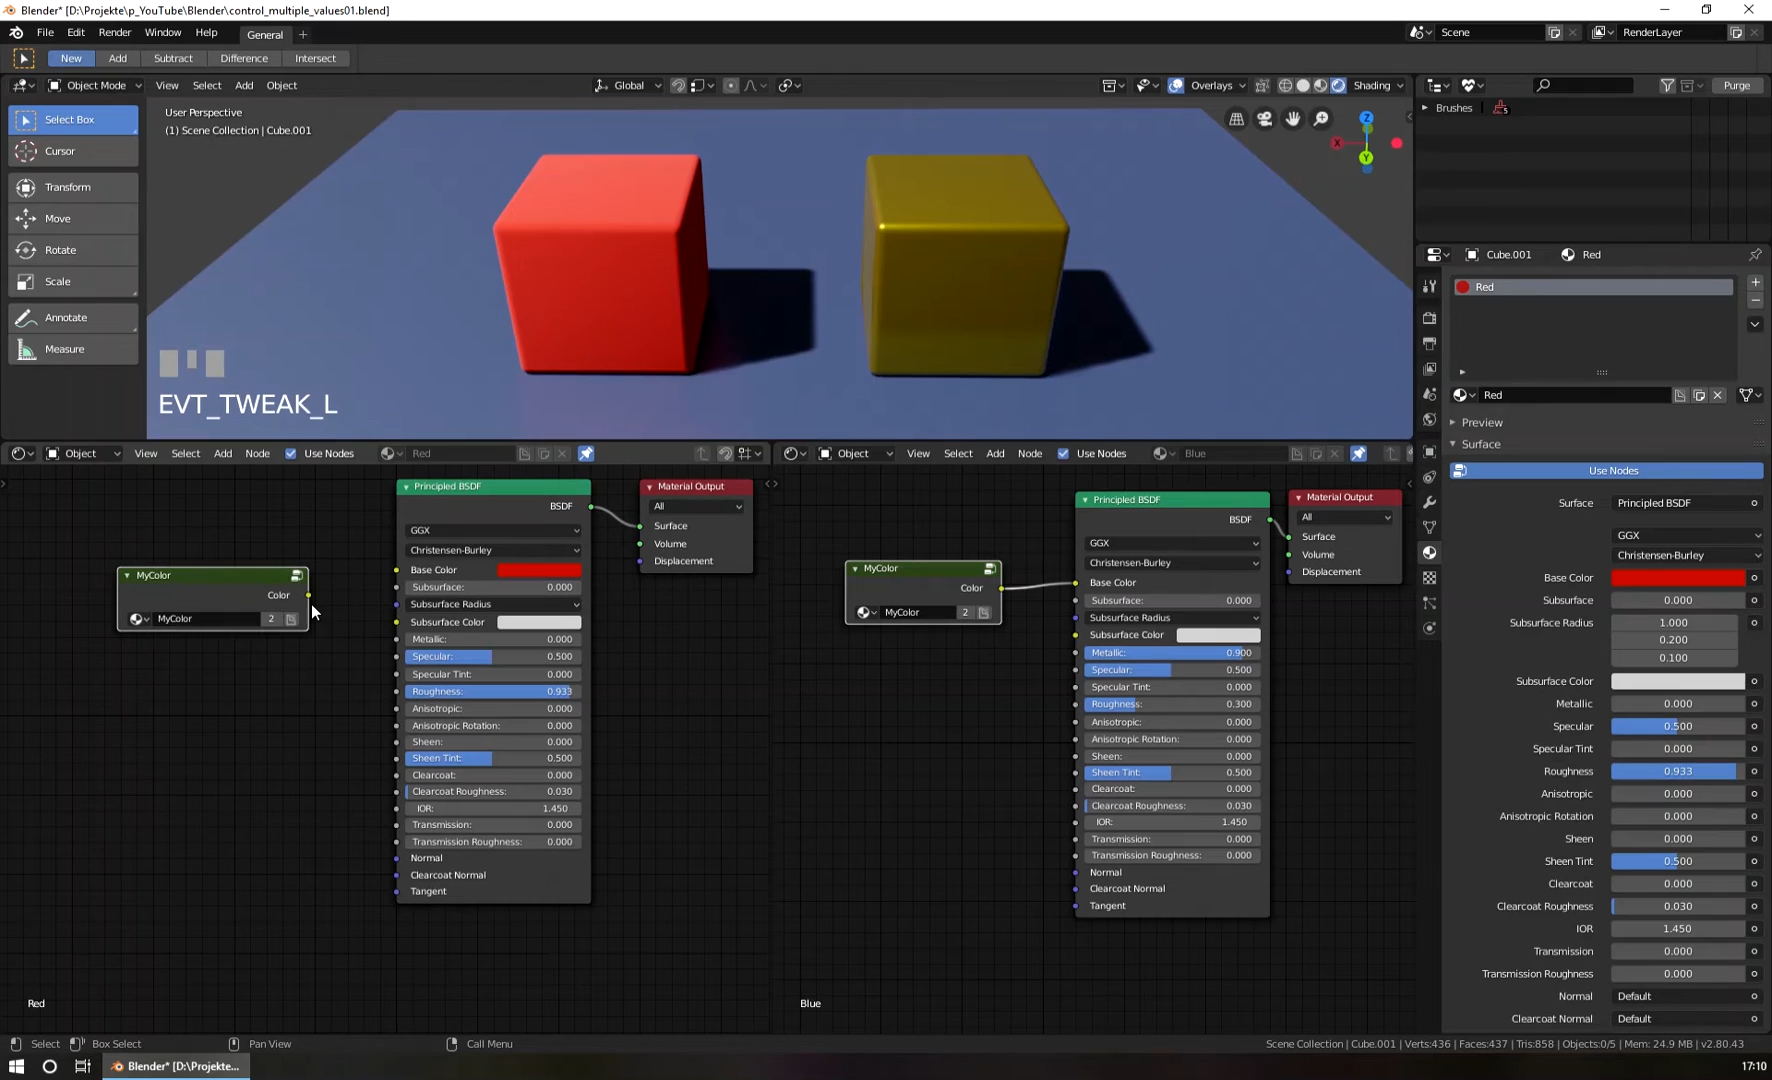 Blender* [D:\Projekte\p_YouTube\Blender\control_multiple_values01.blend]
File Edit Render Window Help General + Scene RenderLayer
New Add Subtract Difference Intersect
Object Mode View Select Add Object Global Overlays Shading Purge
Select Box
Cursor
Transform
Move
Rotate
Scale
Annotate
Measure
User Perspective
(1) Scene Collection | Cube.001
Z
X
Y
EVT_TWEAK_L
Brushes 5
Cube.001 Red
Red
Red
Preview
Surface
Use Nodes
Surface Principled BSDF
GGX
Christensen-Burley
Base Color
Subsurface 0.000
Subsurface Radius 1.000
0.200
0.100
Subsurface Color
Metallic 0.000
Specular 0.500
Specular Tint 0.000
Roughness 0.933
Anisotropic 0.000
Anisotropic Rotation 0.000
Sheen 0.000
Sheen Tint 0.500
Clearcoat 0.000
Clearcoat Roughness 0.030
IOR 1.450
Transmission 0.000
Transmission Roughness 0.000
Normal Default
Clearcoat Normal Default
Object View Select Add Node Use Nodes Red
MyColor
Color
MyColor 2
Principled BSDF
BSDF
GGX
Christensen-Burley
Base Color
Subsurface: 0.000
Subsurface Radius
Subsurface Color
Metallic: 0.000
Specular: 0.500
Specular Tint: 0.000
Roughness: 0.933
Anisotropic: 0.000
Anisotropic Rotation: 0.000
Sheen: 0.000
Sheen Tint: 0.500
Clearcoat: 0.000
Clearcoat Roughness: 0.030
IOR: 1.450
Transmission: 0.000
Transmission Roughness: 0.000
Normal
Clearcoat Normal
Tangent
Material Output
All
Surface
Volume
Displacement
Red
Object View Select Add Node Use Nodes Blue
MyColor
Color
MyColor 2
Principled BSDF
BSDF
GGX
Christensen-Burley
Base Color
Subsurface: 0.000
Subsurface Radius
Subsurface Color
Metallic: 0.900
Specular: 0.500
Specular Tint: 0.000
Roughness: 0.300
Anisotropic: 0.000
Anisotropic Rotation: 0.000
Sheen: 0.000
Sheen Tint: 0.500
Clearcoat: 0.000
Clearcoat Roughness: 0.030
IOR: 1.450
Transmission: 0.000
Transmission Roughness: 0.000
Normal
Clearcoat Normal
Tangent
Material Output
All
Surface
Volume
Displacement
Blue
Select Box Select Pan View Call Menu Scene Collection | Cube.001 | Verts:436 | Faces:437 | Tris:858 | Objects:0/5 | Mem: 24.9 MB | v2.80.43
Blender* [D:\Projekte... 17:10